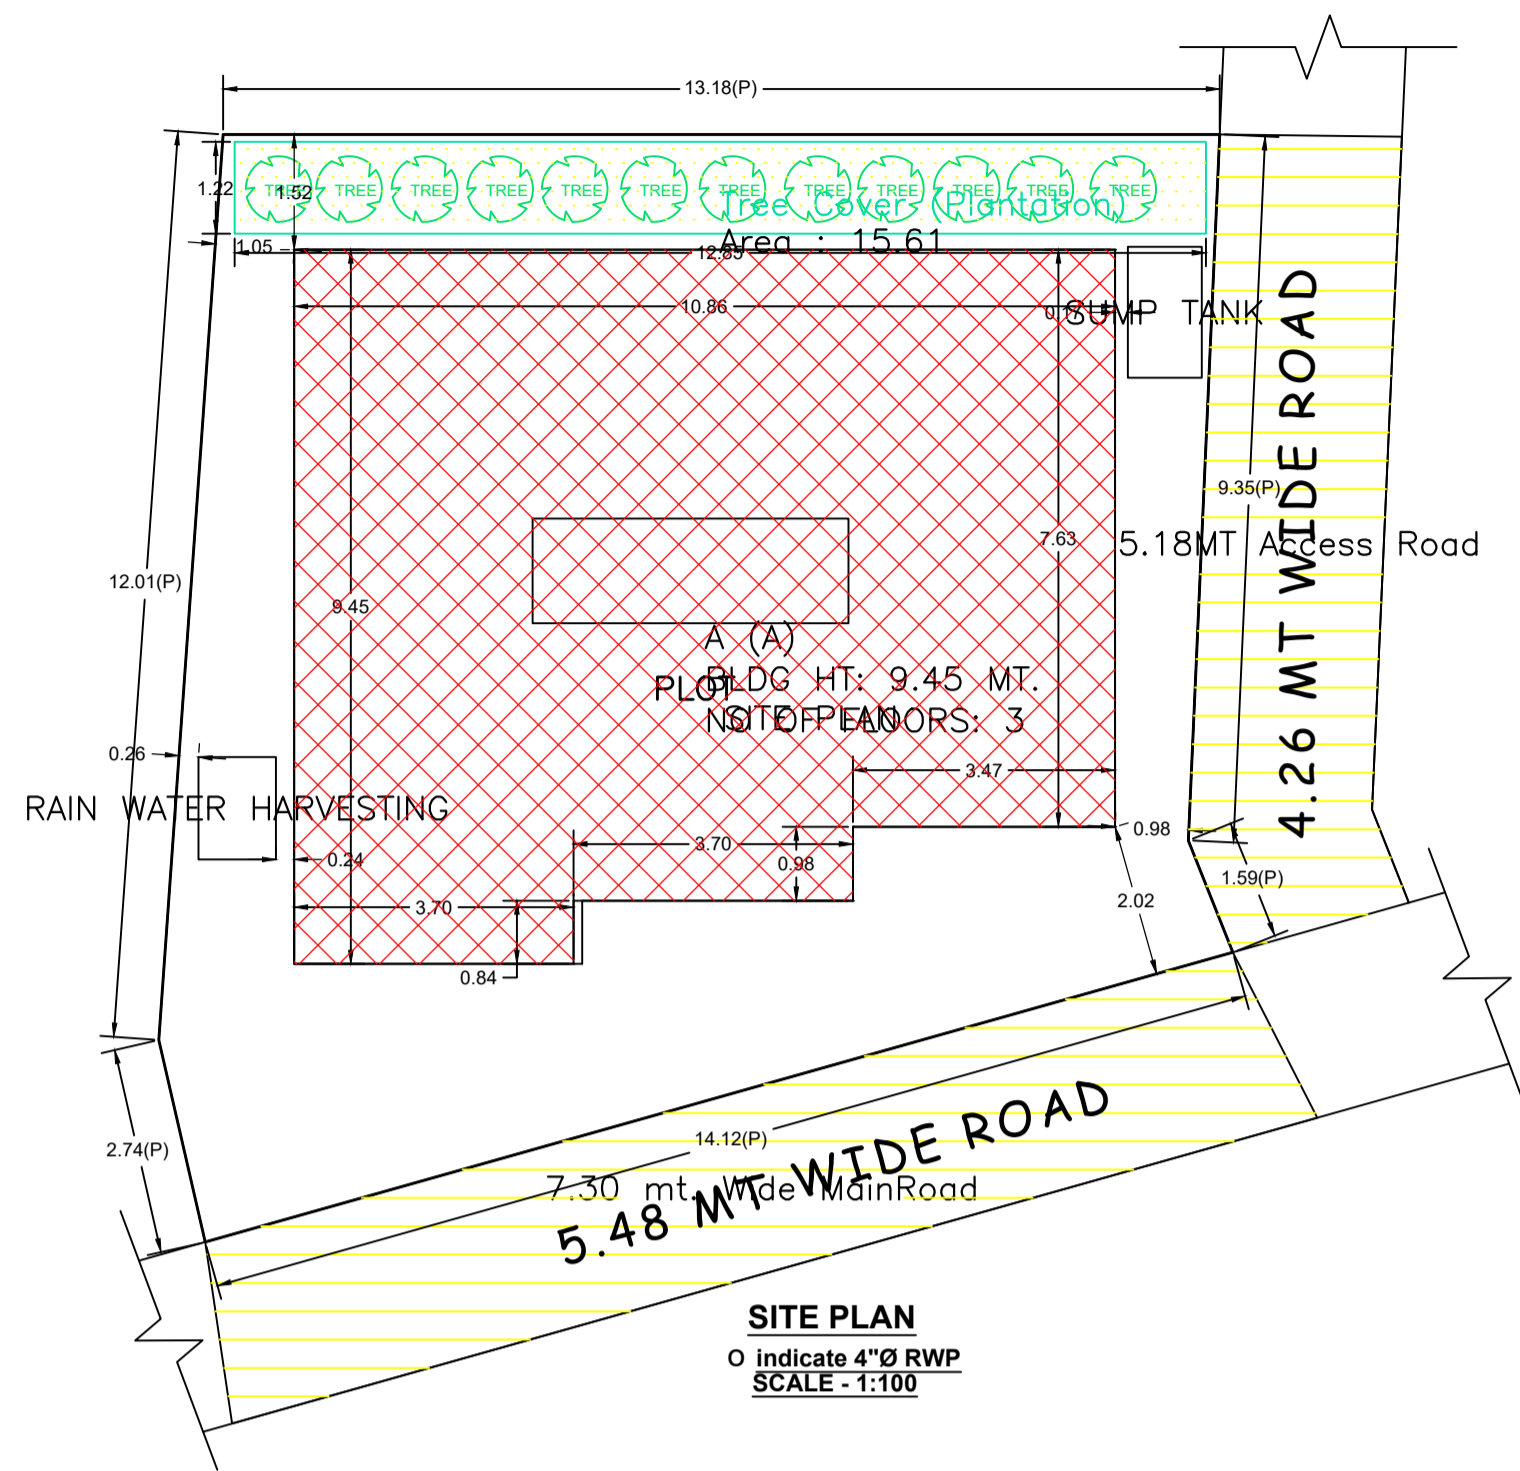 13.18(P)
TREE TREE TREE TREE TREE TREE TREE TREE TREE TREE TREE TREE
1.22
1.52
Tree Cover (Plantation)
Area : 15.61
1.05
12.85
10.86
0.17
SUMP TANK
4.26 MT WIDE ROAD
9.35(P)
7.63
5.18MT Access Road
12.01(P)
9.45
A (A)
BLDG HT: 9.45 MT.
PLOT
SITE PLAN
NO OF FLOORS: 3
0.26
3.47
RAIN WATER HARVESTING
0.24
3.70
0.98
0.98
1.59(P)
2.02
3.70
0.84
2.74(P)
14.12(P)
7.30 mt. Wide MainRoad
5.48 MT WIDE ROAD
SITE PLAN
O indicate 4"Ø RWP
SCALE - 1:100